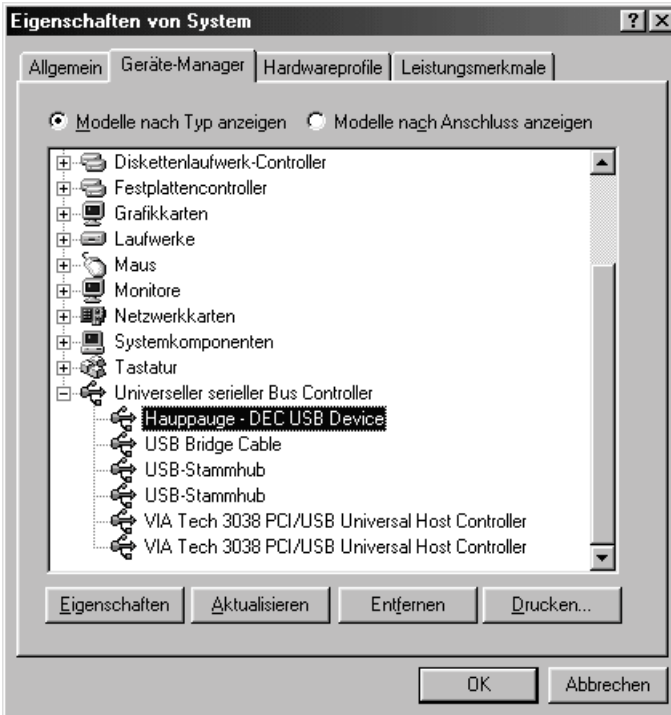 Eigenschaften von System
Allgemein Geräte-Manager Hardwareprofile Leistungsmerkmale
Modelle nach Typ anzeigen Modelle nach Anschluss anzeigen
Diskettenlaufwerk-Controller
Festplattencontroller
Grafikkarten
Laufwerke
Maus
Monitore
Netzwerkkarten
Systemkomponenten
Tastatur
Universeller serieller Bus Controller
Hauppauge - DEC USB Device
USB Bridge Cable
USB-Stammhub
USB-Stammhub
VIA Tech 3038 PCI/USB Universal Host Controller
VIA Tech 3038 PCI/USB Universal Host Controller
Eigenschaften Aktualisieren Entfernen Drucken...
OK Abbrechen